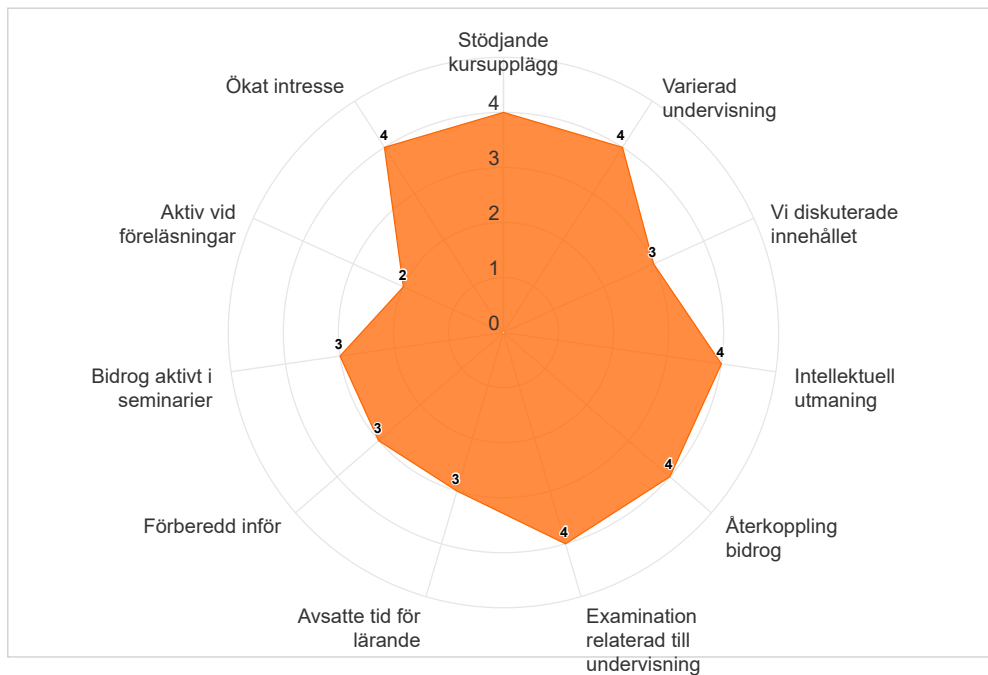 Stödjande
kursupplägg
Ökat intresse
Varierad
undervisning
4
4
4
3
Aktiv vid
föreläsningar
Vi diskuterade
innehållet
3
2
2
1
0
3
4
Bidrog aktivt i
seminarier
Intellektuell
utmaning
3
4
3
Förberedd inför
Återkoppling
bidrog
4
Avsatte tid för
lärande
Examination
relaterad till
undervisning